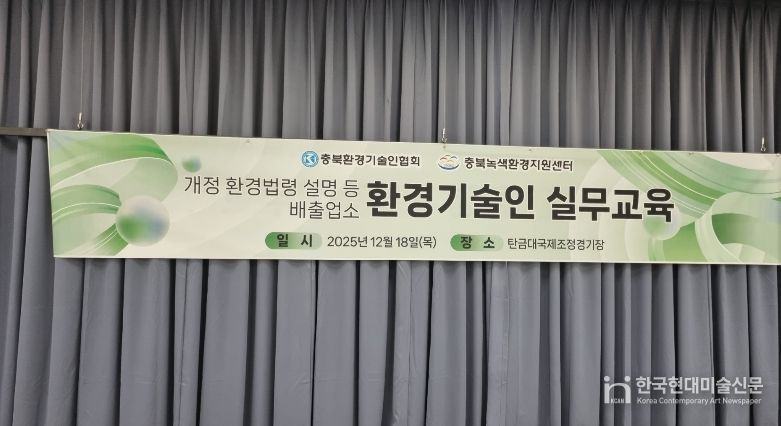 충북환경기술인협회 충북녹색환경지원센터
개정 환경법령 설명 등
배출업소 환경기술인 실무교육
일 시 2025년 12월 18일(목) 장 소 탄금대국제조정경기장
한국현대미술신문
KCAN Korea Contemporary Art Newspaper